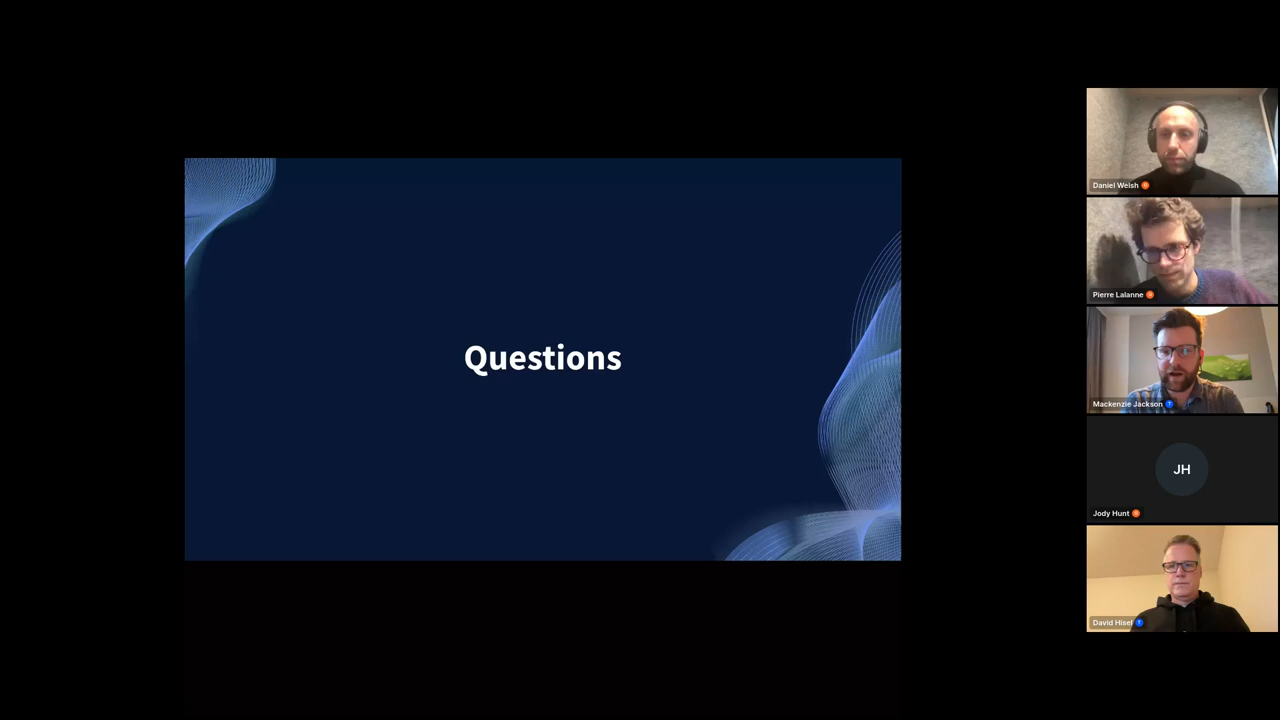 Questions
Daniel Welsh
Pierre Lalanne
Mackenzie Jackson
JH
Jody Hunt
David Hisel